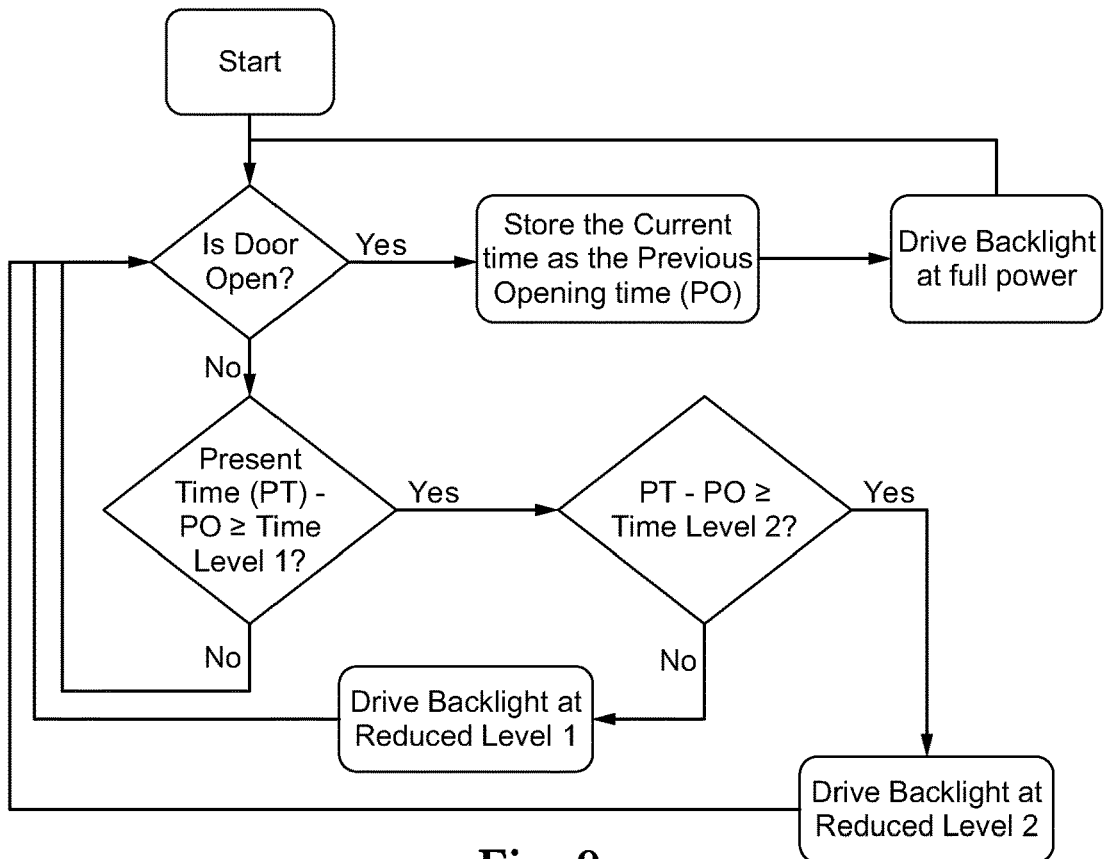 Start
Is Door
Open?
Yes
Store the Current
time as the Previous
Opening time (PO)
Drive Backlight
at full power
No
Present
Time (PT) -
PO ≥ Time
Level 1?
Yes
PT - PO ≥
Time Level 2?
Yes
No
No
Drive Backlight at
Reduced Level 1
Drive Backlight at
Reduced Level 2